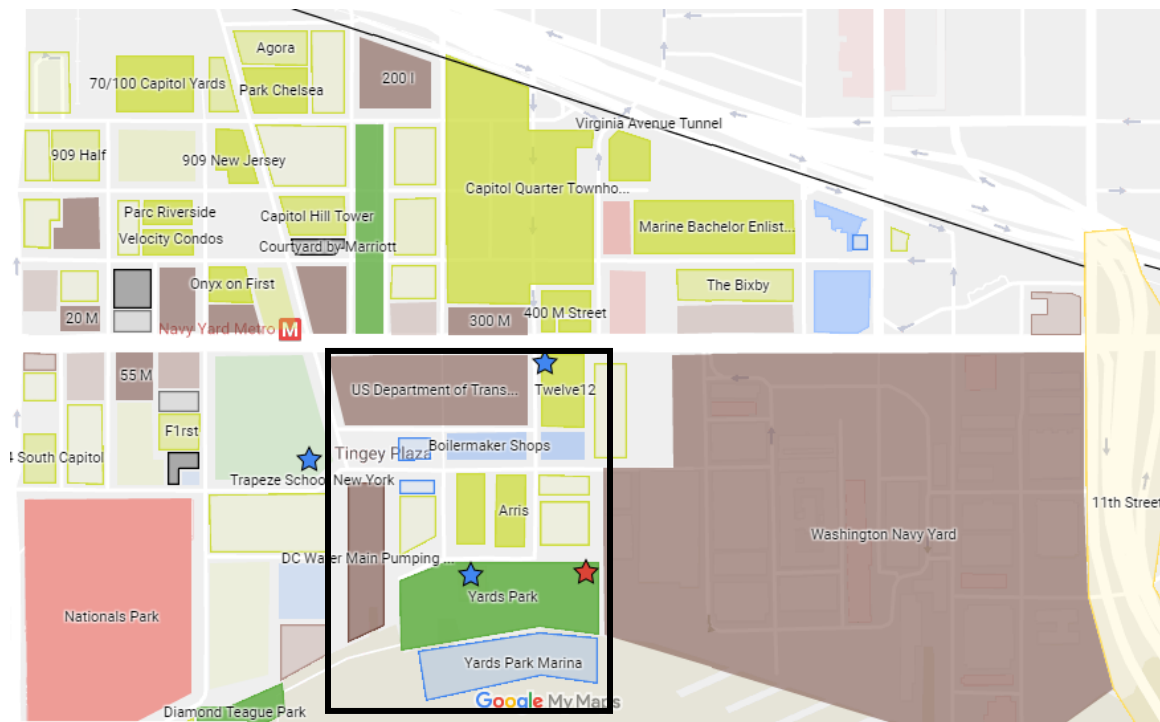 Agora
70/100 Capitol Yards
Park Chelsea
200 I
Virginia Avenue Tunnel
909 Half
909 New Jersey
Capitol Quarter Townho...
Parc Riverside
Capitol Hill Tower
Velocity Condos
Courtyard by Marriott
Marine Bachelor Enlist...
Onyx on First
The Bixby
20 M
Navy Yard Metro M
300 M
400 M Street
55 M
US Department of Trans...
Twelve12
F1rst
Tingey Plaza
Boilermaker Shops
4 South Capitol
Trapeze School New York
Arris
11th Street
Washington Navy Yard
DC Water Main Pumping ...
Nationals Park
Yards Park
Yards Park Marina
Google My Maps
Diamond Teague Park